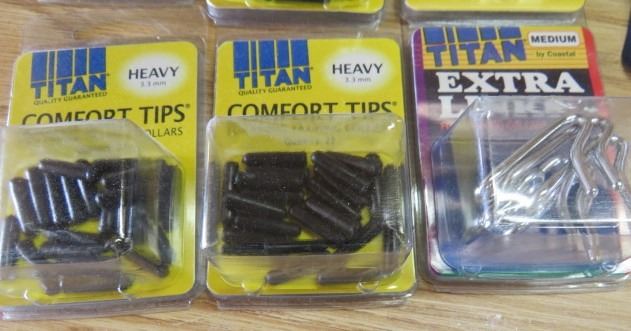 TITAN
QUALITY GUARANTEED
HEAVY
3.3 mm
COMFORT TIPS®
COLLARS
TITAN
QUALITY GUARANTEED
HEAVY
3.3 mm
COMFORT TIPS®
TITAN
MEDIUM
by Coastal
EXTRA